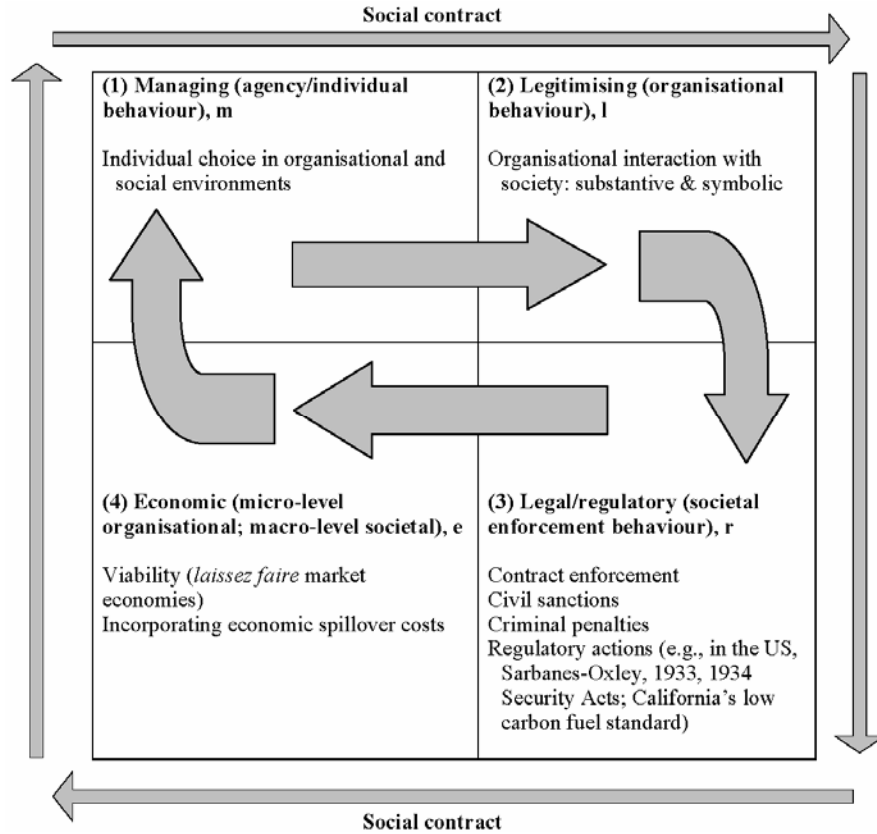 Social contract
(1) Managing (agency/individual
behaviour), m
Individual choice in organisational and
social environments
(2) Legitimising (organisational
behaviour), l
Organisational interaction with
society: substantive & symbolic
(4) Economic (micro-level
organisational; macro-level societal), e
Viability (laissez faire market
economies)
Incorporating economic spillover costs
(3) Legal/regulatory (societal
enforcement behaviour), r
Contract enforcement
Civil sanctions
Criminal penalties
Regulatory actions (e.g., in the US,
Sarbanes-Oxley, 1933, 1934
Security Acts; California's low
carbon fuel standard)
Social contract